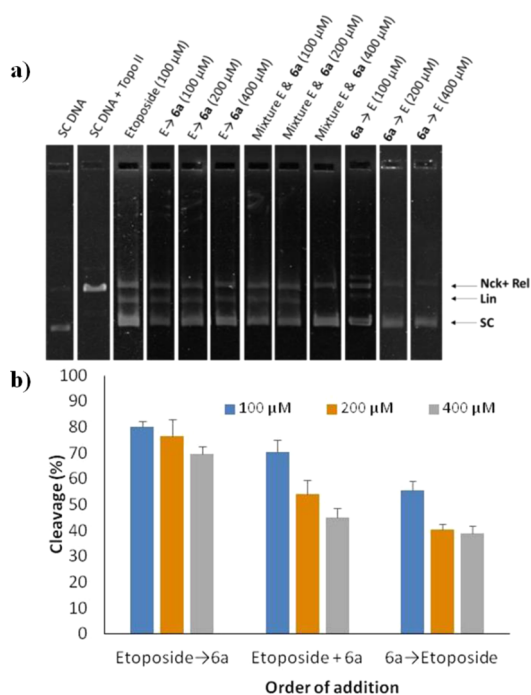 a)
SC DNA
SC DNA + Topo II
Etoposide (100 µM)
E→ 6a (100 µM)
E→ 6a (200 µM)
E→ 6a (400 µM)
Mixture E & 6a (100 µM)
Mixture E & 6a (200 µM)
Mixture E & 6a (400 µM)
6a → E (100 µM)
6a → E (200 µM)
6a → E (400 µM)
Nck+ Rel
Lin
SC
b)
100
90
80
70
60
50
40
30
20
10
0
Cleavage (%)
100 µM
200 µM
400 µM
Etoposide→6a
Etoposide + 6a
6a→Etoposide
Order of addition